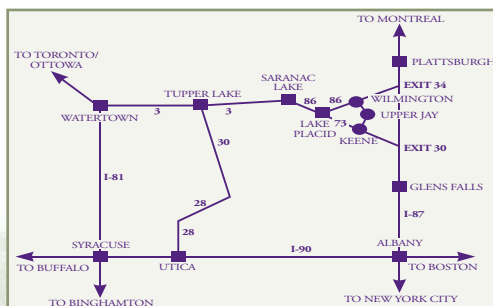 TO MONTREAL
TO TORONTO/
OTTOWA
PLATTSBURGH
SARANAC
LAKE
EXIT 34
TUPPER LAKE
86
86
WILMINGTON
WATERTOWN
3
3
LAKE
PLACID
73
UPPER JAY
KEENE
30
EXIT 30
I-81
GLENS FALLS
28
I-87
28
SYRACUSE
I-90
ALBANY
TO BUFFALO
UTICA
TO BOSTON
TO BINGHAMTON
TO NEW YORK CITY